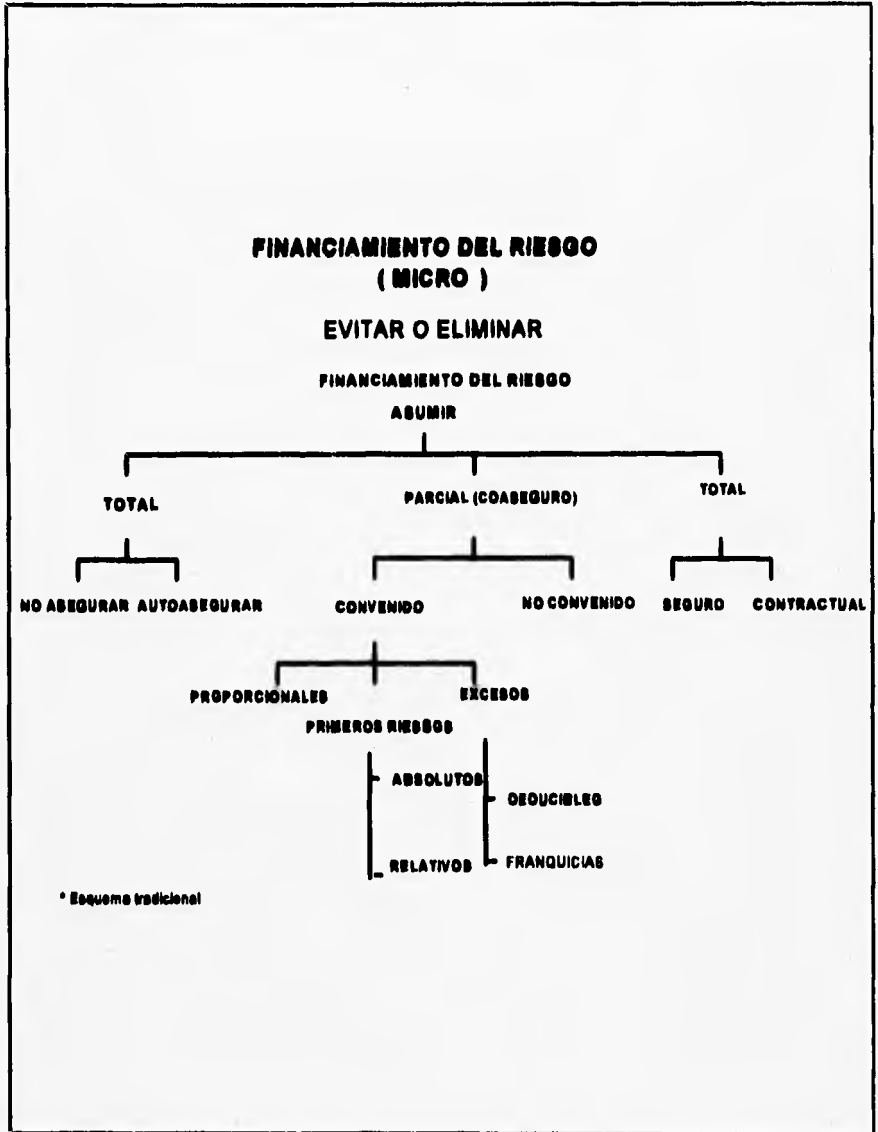 FINANCIAMIENTO DEL RIESGO
( MICRO )
EVITAR O ELIMINAR
FINANCIAMIENTO DEL RIESGO
ASUMIR
TOTAL
PARCIAL (COASEGURO)
TOTAL
NO ASEGURAR AUTOASEGURAR
CONVENIDO
NO CONVENIDO
SEGURO
CONTRACTUAL
PROPORCIONALES
EXCESOS
PRIMEROS RIESGOS
ABSOLUTOS
DEDUCIBLES
RELATIVOS
FRANQUICIAS
* Esquema tradicional